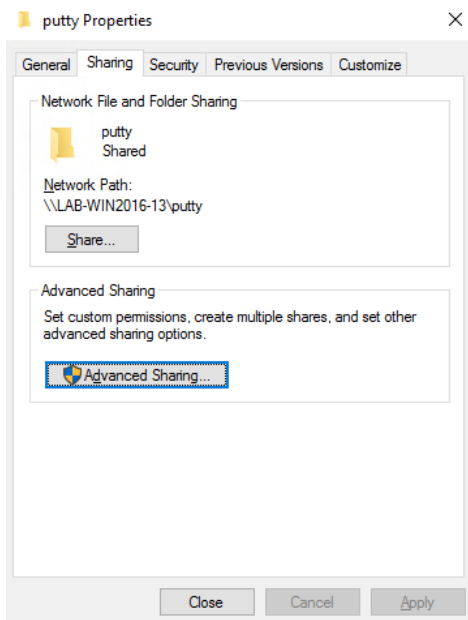 putty Properties
General Sharing Security Previous Versions Customize
Network File and Folder Sharing
putty
Shared
Network Path:
\\LAB-WIN2016-13\putty
Share...
Advanced Sharing
Set custom permissions, create multiple shares, and set other
advanced sharing options.
Advanced Sharing...
Close Cancel Apply